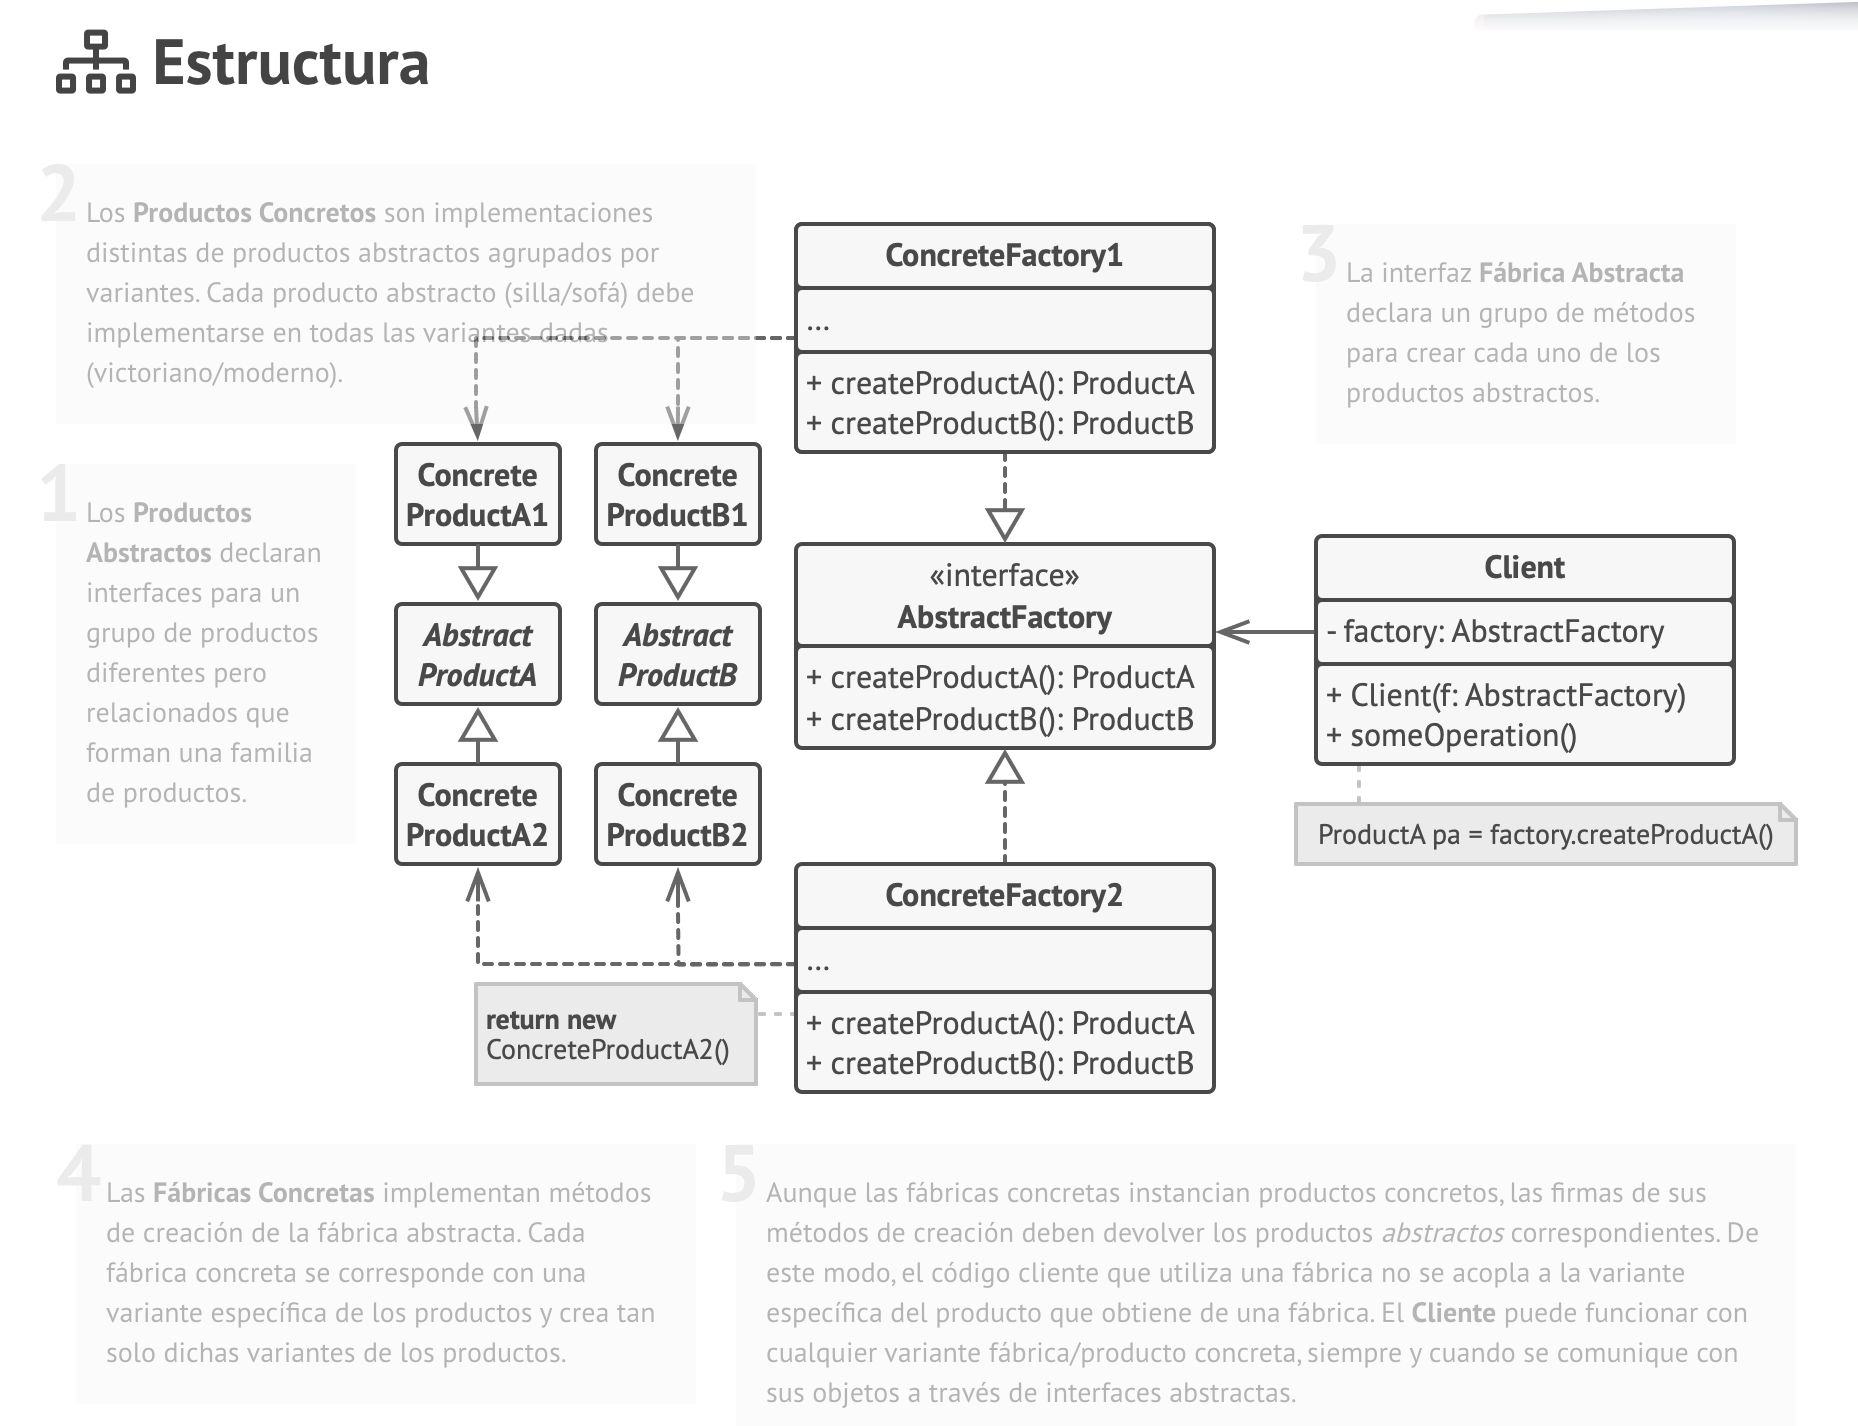 Estructura
2
Los Productos Concretos son implementaciones
distintas de productos abstractos agrupados por
variantes. Cada producto abstracto (silla/sofá) debe
implementarse en todas las variantes dadas
(victoriano/moderno).
ConcreteFactory1
...
+ createProductA(): ProductA
+ createProductB(): ProductB
3
La interfaz Fábrica Abstracta
declara un grupo de métodos
para crear cada uno de los
productos abstractos.
1
Los Productos
Abstractos declaran
interfaces para un
grupo de productos
diferentes pero
relacionados que
forman una familia
de productos.
Concrete
ProductA1
Concrete
ProductB1
Abstract
ProductA
Abstract
ProductB
Concrete
ProductA2
Concrete
ProductB2
«interface»
AbstractFactory
+ createProductA(): ProductA
+ createProductB(): ProductB
Client
- factory: AbstractFactory
+ Client(f: AbstractFactory)
+ someOperation()
ProductA pa = factory.createProductA()
ConcreteFactory2
...
+ createProductA(): ProductA
+ createProductB(): ProductB
return new
ConcreteProductA2()
4
Las Fábricas Concretas implementan métodos
de creación de la fábrica abstracta. Cada
fábrica concreta se corresponde con una
variante específica de los productos y crea tan
solo dichas variantes de los productos.
5
Aunque las fábricas concretas instancian productos concretos, las firmas de sus
métodos de creación deben devolver los productos abstractos correspondientes. De
este modo, el código cliente que utiliza una fábrica no se acopla a la variante
específica del producto que obtiene de una fábrica. El Cliente puede funcionar con
cualquier variante fábrica/producto concreta, siempre y cuando se comunique con
sus objetos a través de interfaces abstractas.